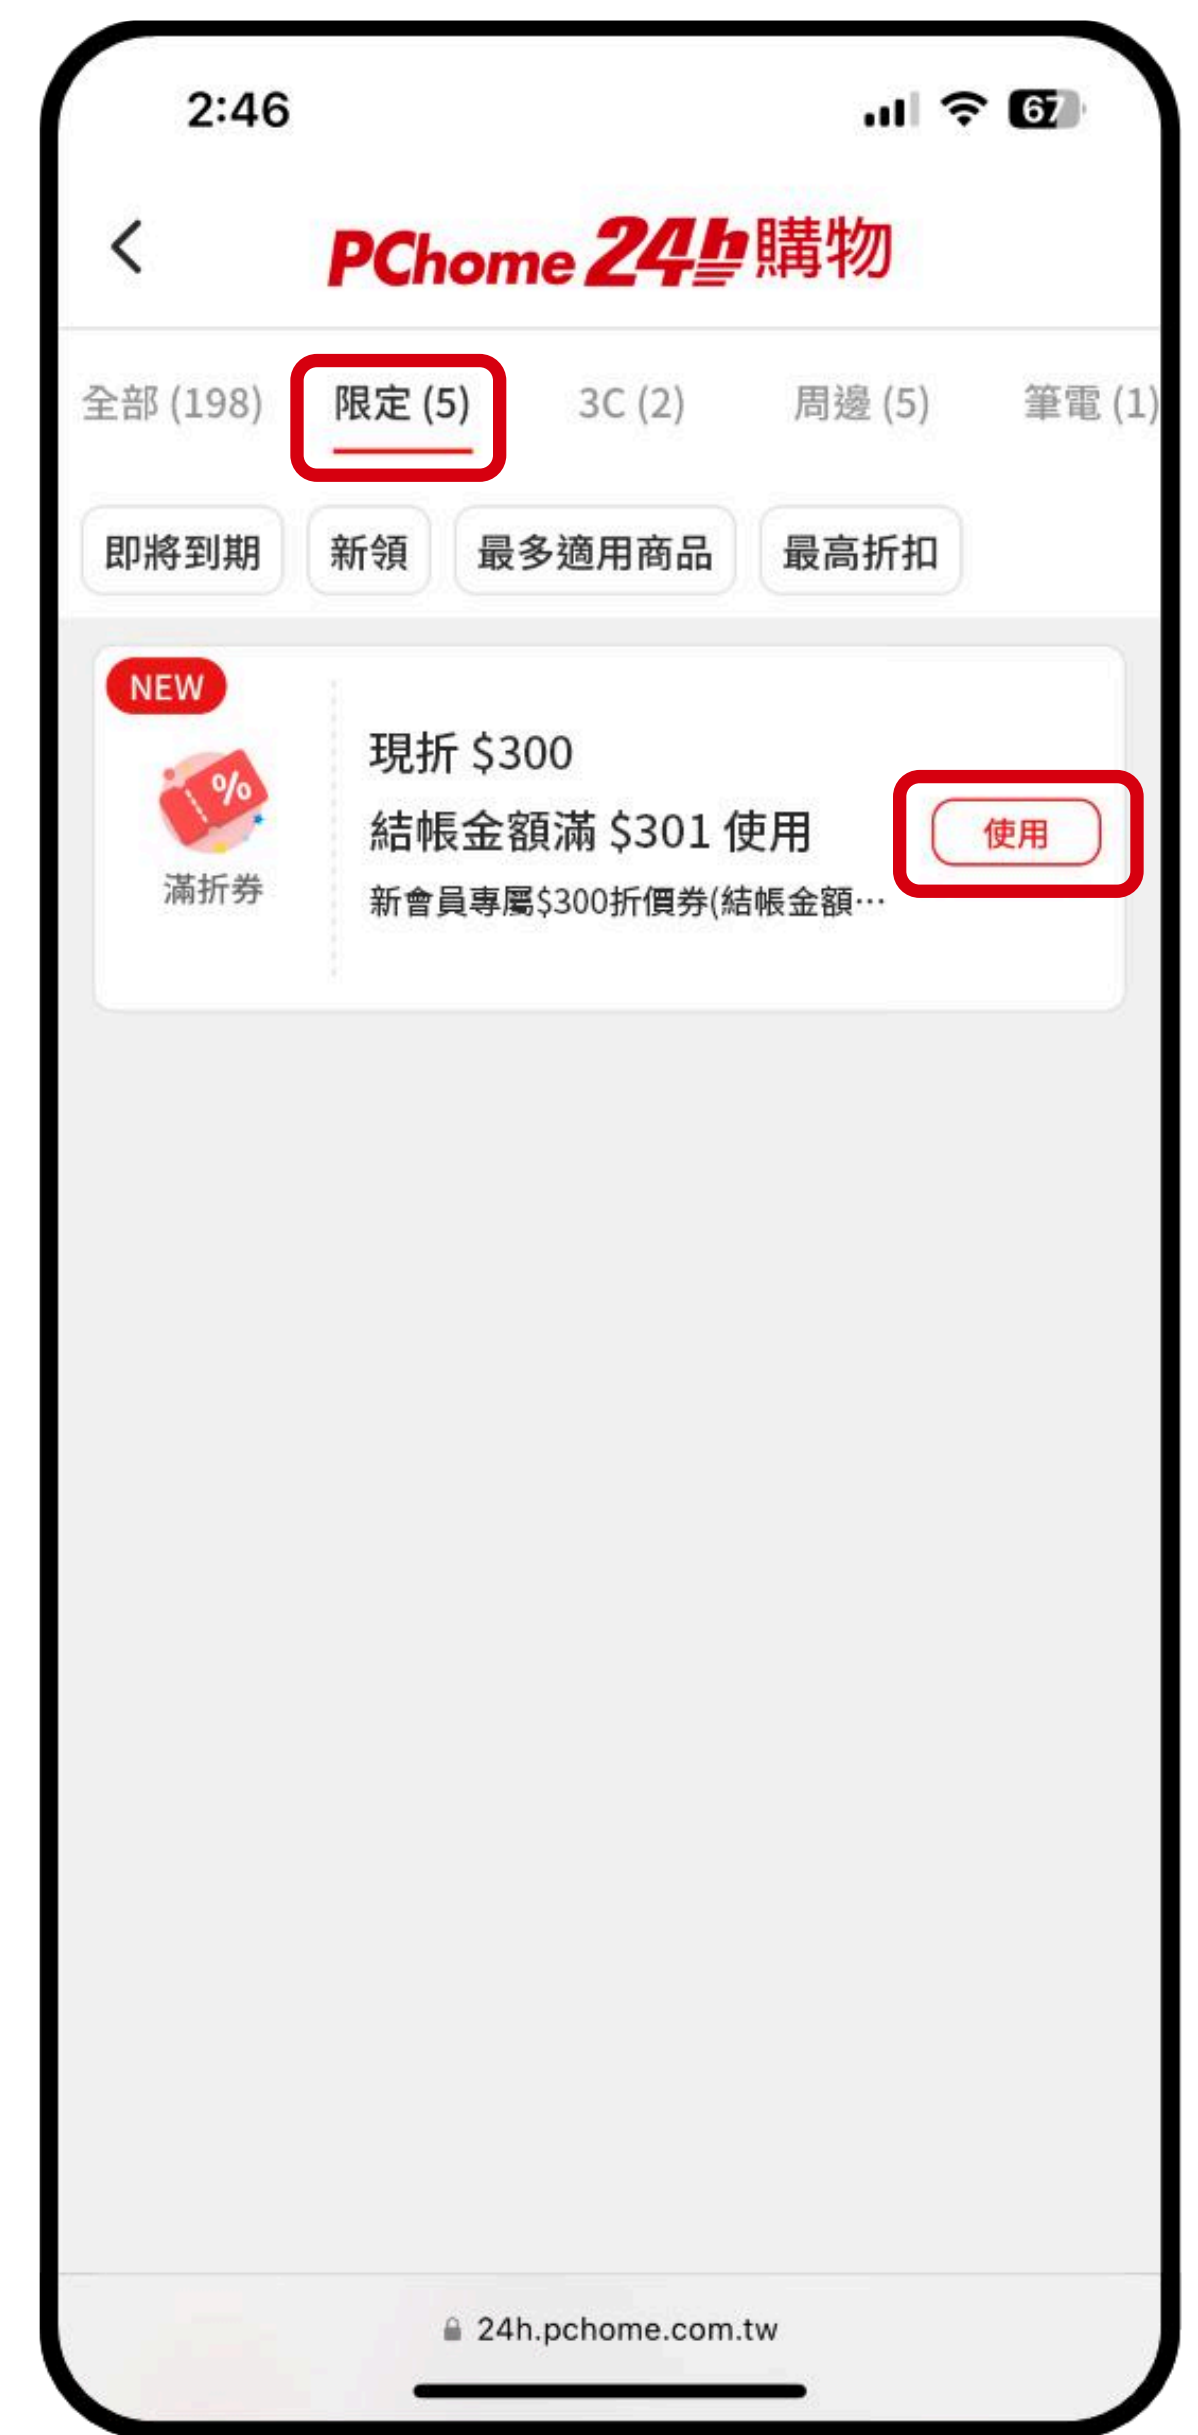 2:46
67
PChome 24h購物
全部 (198) 限定 (5) 3C (2) 周邊 (5) 筆電 (1)
即將到期 新領 最多適用商品 最高折扣
NEW
%
滿折券
現折 $300
結帳金額滿 $301 使用
新會員專屬$300折價券(結帳金額…
使用
24h.pchome.com.tw